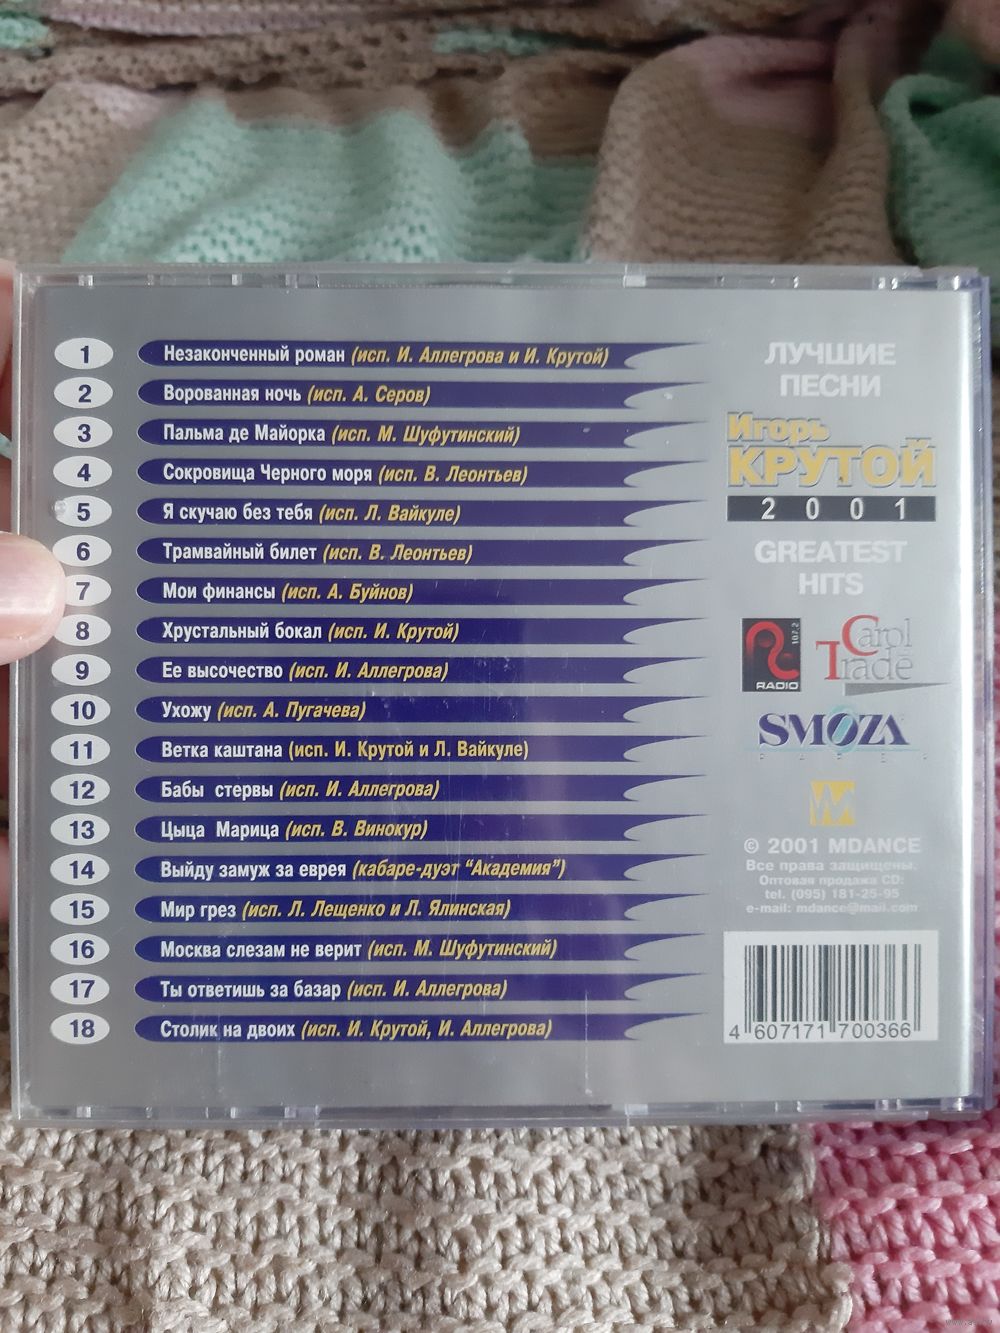 1 Незаконченный роман (исп. И. Аллегрова и И. Крутой)
2 Ворованная ночь (исп. А. Серов)
3 Пальма де Майорка (исп. М. Шуфутинский)
4 Сокровища Черного моря (исп. В. Леонтьев)
5 Я скучаю без тебя (исп. Л. Вайкуле)
6 Трамвайный билет (исп. В. Леонтьев)
7 Мои финансы (исп. А. Буйнов)
8 Хрустальный бокал (исп. И. Крутой)
9 Ее высочество (исп. И. Аллегрова)
10 Ухожу (исп. А. Пугачева)
11 Ветка каштана (исп. И. Крутой и Л. Вайкуле)
12 Бабы стервы (исп. И. Аллегрова)
13 Цыца Марица (исп. В. Винокур)
14 Выйду замуж за еврея (кабаре-дуэт “Академия”)
15 Мир грез (исп. Л. Лещенко и Л. Ялинская)
16 Москва слезам не верит (исп. М. Шуфутинский)
17 Ты ответишь за базар (исп. И. Аллегрова)
18 Столик на двоих (исп. И. Крутой, И. Аллегрова)
ЛУЧШИЕ
ПЕСНИ
Игорь
КРУТОЙ
2001
GREATEST
HITS
RADIO
107.2
Carol
Trade
SMOZA
© 2001 MDANCE
Все права защищены.
Оптовая продажа CD:
tel. (095) 181-25-95
e-mail: mdance@mail.com
4 607171 700366